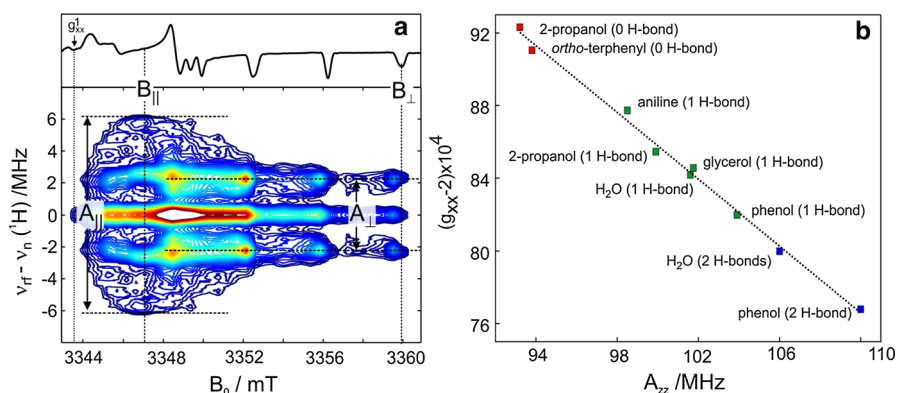 a
g¹xx
B||
B⊥
6
4
2
0
-2
-4
-6
A||
A⊥
νrf - νn (¹H) /MHz
3344
3348
3352
3356
3360
B₀ / mT
b
2-propanol (0 H-bond)
ortho-terphenyl (0 H-bond)
aniline (1 H-bond)
2-propanol (1 H-bond)
glycerol (1 H-bond)
H₂O (1 H-bond)
phenol (1 H-bond)
H₂O (2 H-bonds)
phenol (2 H-bond)
92
88
84
80
76
(gxx-2)x10⁴
94
98
102
106
110
Azz /MHz